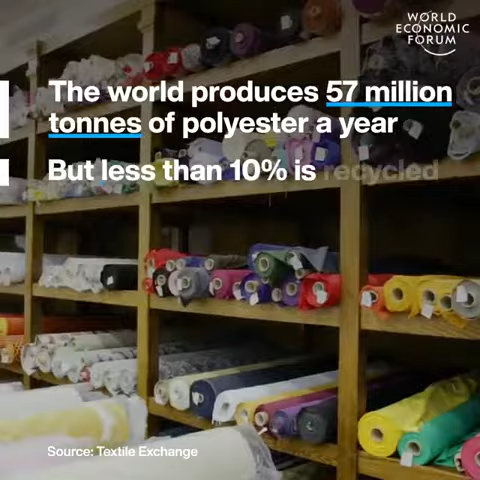 WORLD
ECONOMIC
FORUM
The world produces 57 million
tonnes of polyester a year
But less than 10% is recycled
Source: Textile Exchange